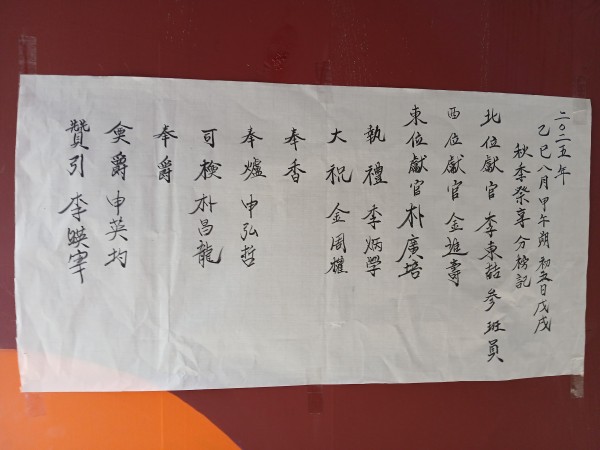 二〇二五年
乙巳八月甲午朔初五日戊戌
秋季癸享分榜記
北位獻官 李東喆 參班員
西位獻官 金進壽
東位獻官 朴廣培
執禮 李炳學
大祝 金周權
奉香
奉爐 申弘哲
司檢 朴昌龍
奉爵
奠爵 申英均
贊引 李暎宰